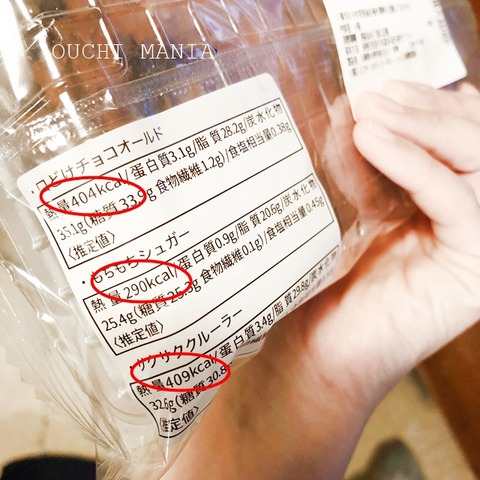 OUCHI MANIA
・口どけチョコオールド
熱量404kcal/蛋白質3.1g/脂質28.2g/炭水化物
35.1g(糖質33.9g 食物繊維1.2g)/食塩相当量0.38g
〈推定値〉
・もちもちシュガー
熱量290kcal/蛋白質0.9g/脂質20.6g/炭水化物
25.4g(糖質25.3g 食物繊維0.1g)/食塩相当量0.45g
〈推定値〉
サクサククルーラー
熱量409kcal/蛋白質3.4g/脂質29.8g/炭水化物
32.6g(糖質30.8
〈推定値〉